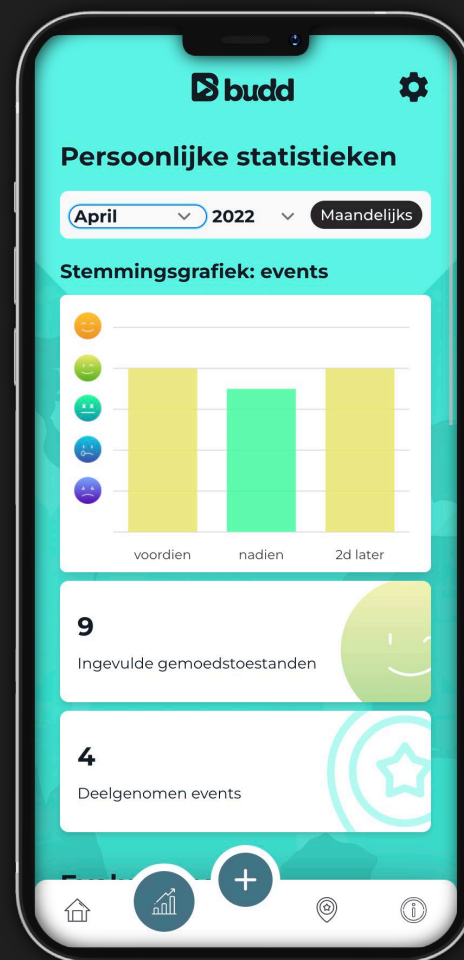 budd
Persoonlijke statistieken
April 2022 Maandelijks
Stemmingsgrafiek: events
voordien nadien 2d later
9
Ingevulde gemoedstoestanden
4
Deelgenomen events